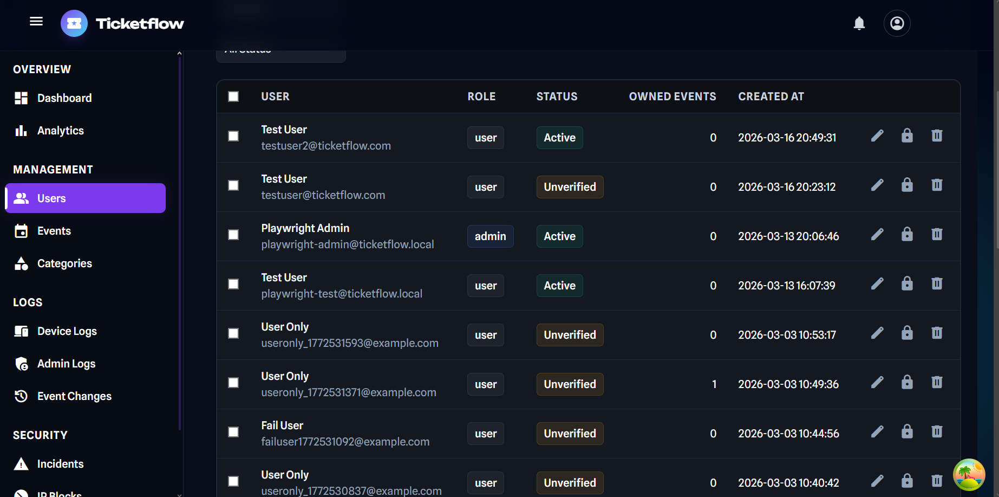 Ticketflow
All Status
OVERVIEW
Dashboard
Analytics
MANAGEMENT
Users
Events
Categories
LOGS
Device Logs
Admin Logs
Event Changes
SECURITY
Incidents
IP Blocks
USER ROLE STATUS OWNED EVENTS CREATED AT
Test User
testuser2@ticketflow.com
user Active 0 2026-03-16 20:49:31
Test User
testuser@ticketflow.com
user Unverified 0 2026-03-16 20:23:12
Playwright Admin
playwright-admin@ticketflow.local
admin Active 0 2026-03-13 20:06:46
Test User
playwright-test@ticketflow.local
user Active 0 2026-03-13 16:07:39
User Only
useronly_1772531593@example.com
user Unverified 0 2026-03-03 10:53:17
User Only
useronly_1772531371@example.com
user Unverified 1 2026-03-03 10:49:36
Fail User
failuser1772531092@example.com
user Unverified 0 2026-03-03 10:44:56
User Only
useronly_1772530837@example.com
user Unverified 0 2026-03-03 10:40:42